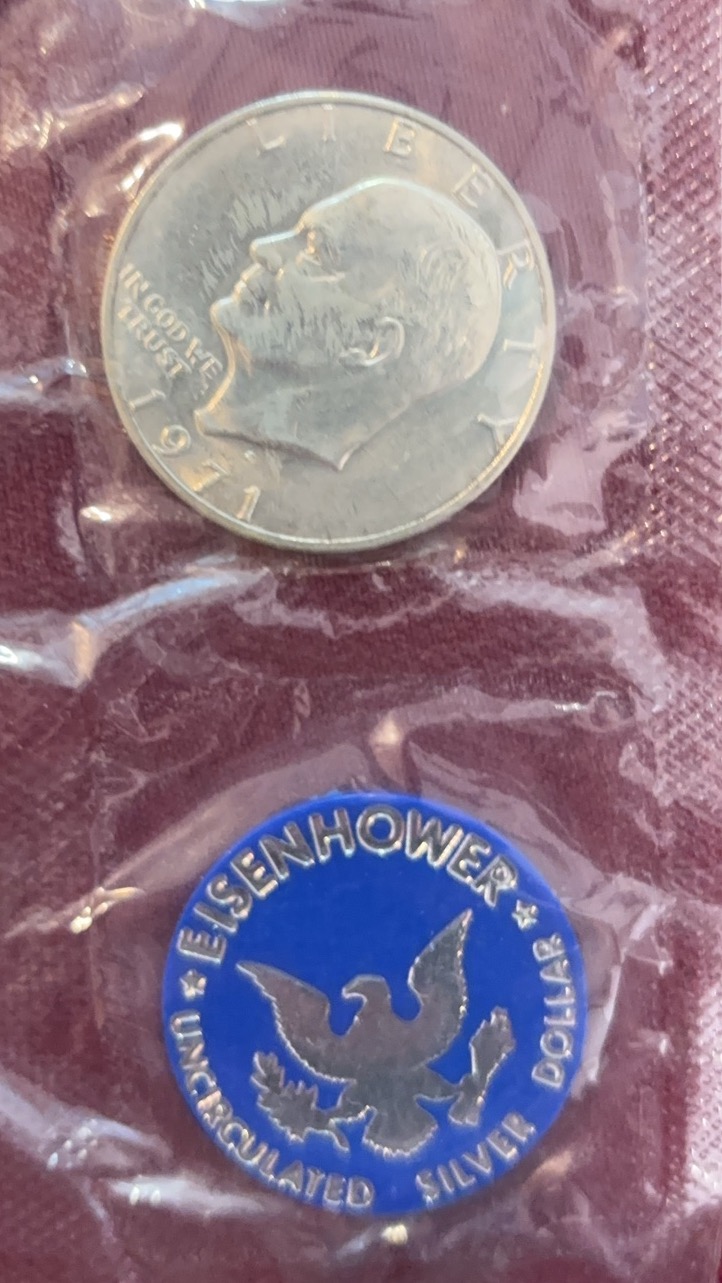 LIBERTY
IN GOD WE
TRUST
1971
EISENHOWER
UNCIRCULATED SILVER DOLLAR